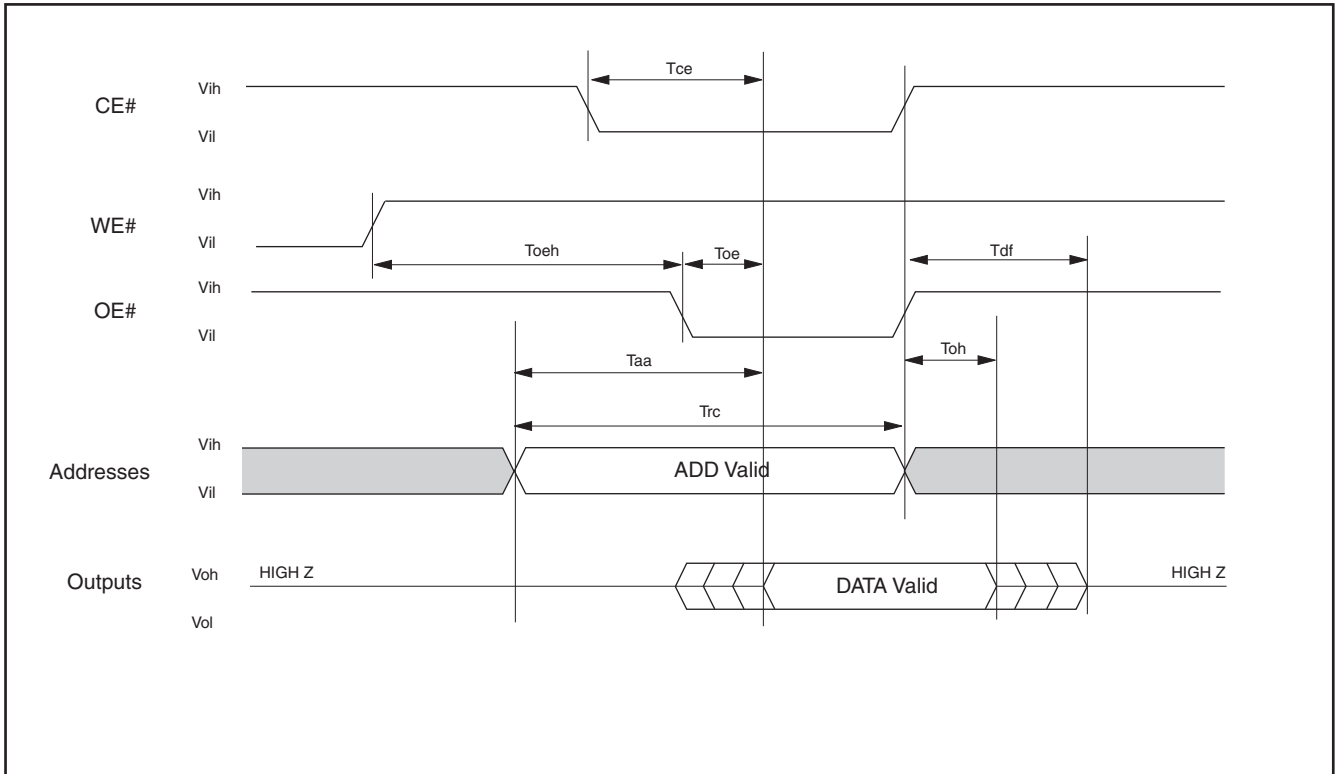 Tce
Vih
CE#
Vil
Vih
WE#
Vil
Toeh
Toe
Tdf
Vih
OE#
Vil
Toh
Taa
Trc
Vih
Addresses
ADD Valid
Vil
Voh
HIGH Z
Outputs
DATA Valid
HIGH Z
Vol